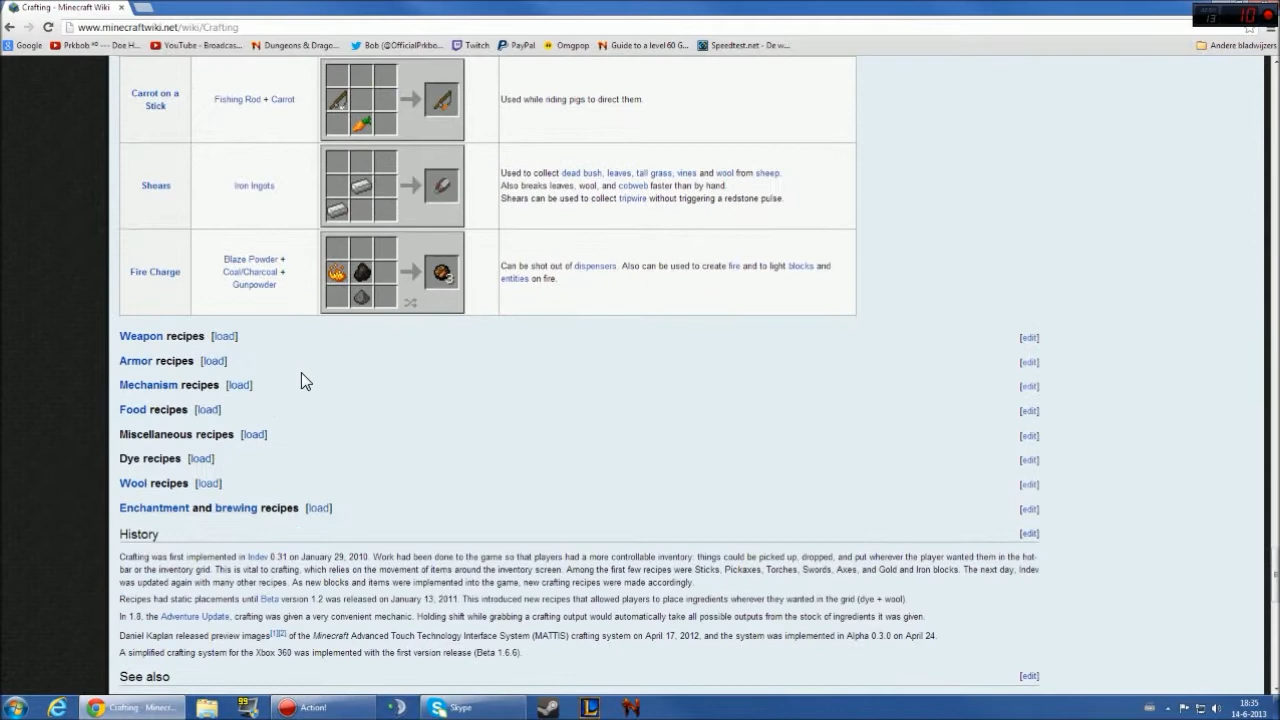 Crafting - Minecraft Wiki
www.minecraftwiki.net/wiki/Crafting
13
10
Google
Prkbob
Doe H...
YouTube - Broadcas...
Dungeons & Drago...
Bob (@OfficialPrkbo...
Twitch
PayPal
Omgpop
Guide to a level 60 G...
Speedtest.net - De w...
Andere bladwijzers
Carrot on a
Stick
Fishing Rod + Carrot
Used while riding pigs to direct them.
Shears
Iron Ingots
Used to collect dead bush, leaves, tall grass, vines and wool from sheep.
Also breaks leaves, wool, and cobweb faster than by hand.
Shears can be used to collect tripwire without triggering a redstone pulse.
Fire Charge
Blaze Powder +
Coal/Charcoal +
Gunpowder
3
Can be shot out of dispensers. Also can be used to create fire and to light blocks and
entities on fire.
Weapon recipes [load] [edit]
Armor recipes [load] [edit]
Mechanism recipes [load] [edit]
Food recipes [load] [edit]
Miscellaneous recipes [load] [edit]
Dye recipes [load] [edit]
Wool recipes [load] [edit]
Enchantment and brewing recipes [load] [edit]
History [edit]
Crafting was first implemented in Indev 0.31 on January 29, 2010. Work had been done to the game so that players had a more controllable inventory: things could be picked up, dropped, and put wherever the player wanted them in the hot-
bar or the inventory grid. This is vital to crafting, which relies on the movement of items around the inventory screen. Among the first few recipes were Sticks, Pickaxes, Torches, Swords, Axes, and Gold and Iron blocks. The next day, Indev
was updated again with many other recipes. As new blocks and items were implemented into the game, new crafting recipes were made accordingly.
Recipes had static placements until Beta version 1.2 was released on January 13, 2011. This introduced new recipes that allowed players to place ingredients wherever they wanted in the grid (dye + wool).
In 1.8, the Adventure Update, crafting was given a very convenient mechanic. Holding shift while grabbing a crafting output would automatically take all possible outputs from the stock of ingredients it was given.
Daniel Kaplan released preview images[1][2] of the Minecraft Advanced Touch Technology Interface System (MATTIS) crafting system on April 17, 2012, and the system was implemented in Alpha 0.3.0 on April 24.
A simplified crafting system for the Xbox 360 was implemented with the first version release (Beta 1.6.6).
See also [edit]
Crafting - Minecr...
99
Action!
Skype
18:35
14-6-2013